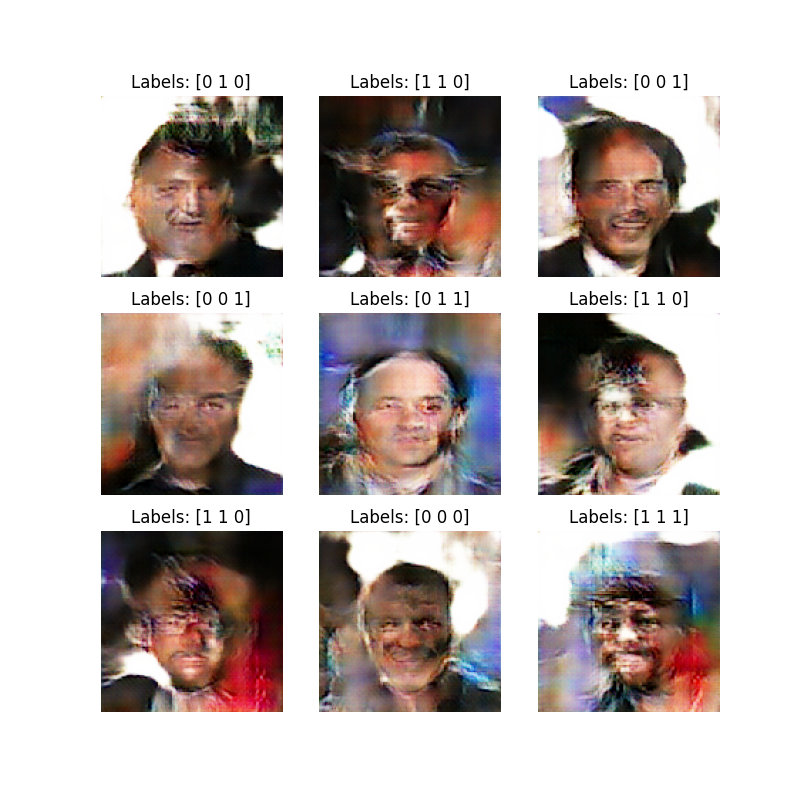 Labels: [0 1 0]
Labels: [1 1 0]
Labels: [0 0 1]
Labels: [0 0 1]
Labels: [0 1 1]
Labels: [1 1 0]
Labels: [1 1 0]
Labels: [0 0 0]
Labels: [1 1 1]